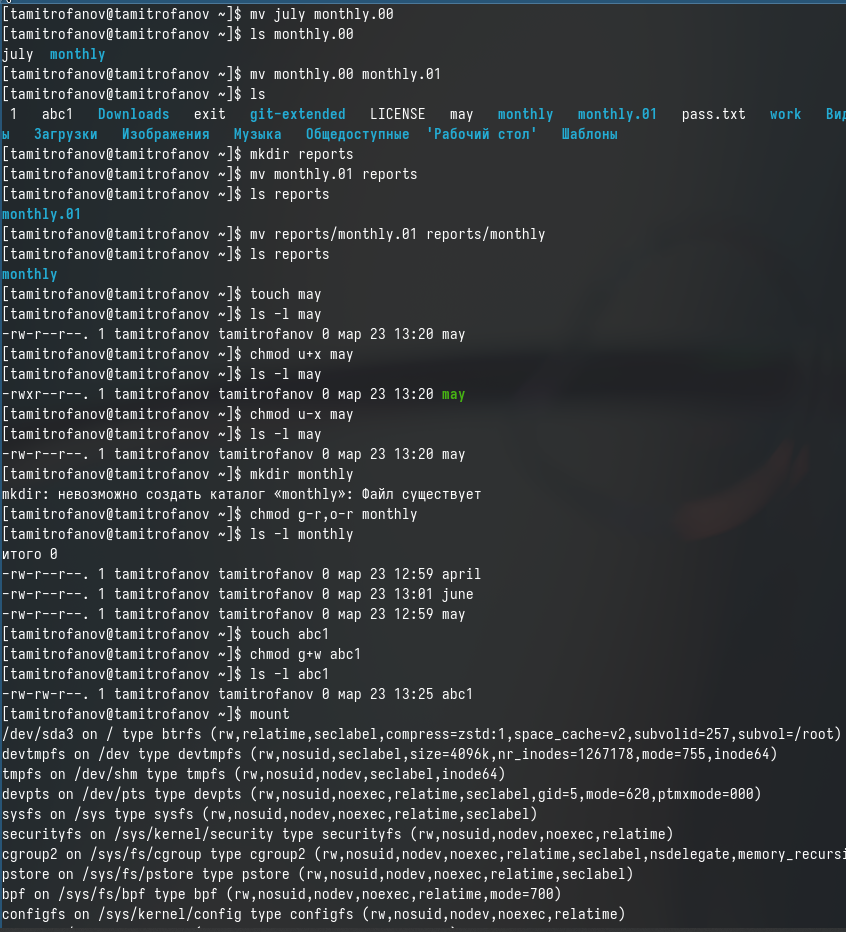 [tamitrofanov@tamitrofanov ~]$ mv july monthly.00
[tamitrofanov@tamitrofanov ~]$ ls monthly.00
july  monthly
[tamitrofanov@tamitrofanov ~]$ mv monthly.00 monthly.01
[tamitrofanov@tamitrofanov ~]$ ls
 1   abc1   Downloads   exit   git-extended   LICENSE   may   monthly   monthly.01   pass.txt   work   Вид
ы   Загрузки   Изображения   Музыка   Общедоступные  'Рабочий стол'   Шаблоны
[tamitrofanov@tamitrofanov ~]$ mkdir reports
[tamitrofanov@tamitrofanov ~]$ mv monthly.01 reports
[tamitrofanov@tamitrofanov ~]$ ls reports
monthly.01
[tamitrofanov@tamitrofanov ~]$ mv reports/monthly.01 reports/monthly
[tamitrofanov@tamitrofanov ~]$ ls reports
monthly
[tamitrofanov@tamitrofanov ~]$ touch may
[tamitrofanov@tamitrofanov ~]$ ls -l may
-rw-r--r--. 1 tamitrofanov tamitrofanov 0 мар 23 13:20 may
[tamitrofanov@tamitrofanov ~]$ chmod u+x may
[tamitrofanov@tamitrofanov ~]$ ls -l may
-rwxr--r--. 1 tamitrofanov tamitrofanov 0 мар 23 13:20 may
[tamitrofanov@tamitrofanov ~]$ chmod u-x may
[tamitrofanov@tamitrofanov ~]$ ls -l may
-rw-r--r--. 1 tamitrofanov tamitrofanov 0 мар 23 13:20 may
[tamitrofanov@tamitrofanov ~]$ mkdir monthly
mkdir: невозможно создать каталог «monthly»: Файл существует
[tamitrofanov@tamitrofanov ~]$ chmod g-r,o-r monthly
[tamitrofanov@tamitrofanov ~]$ ls -l monthly
итого 0
-rw-r--r--. 1 tamitrofanov tamitrofanov 0 мар 23 12:59 april
-rw-r--r--. 1 tamitrofanov tamitrofanov 0 мар 23 13:01 june
-rw-r--r--. 1 tamitrofanov tamitrofanov 0 мар 23 12:59 may
[tamitrofanov@tamitrofanov ~]$ touch abc1
[tamitrofanov@tamitrofanov ~]$ chmod g+w abc1
[tamitrofanov@tamitrofanov ~]$ ls -l abc1
-rw-rw-r--. 1 tamitrofanov tamitrofanov 0 мар 23 13:25 abc1
[tamitrofanov@tamitrofanov ~]$ mount
/dev/sda3 on / type btrfs (rw,relatime,seclabel,compress=zstd:1,space_cache=v2,subvolid=257,subvol=/root)
devtmpfs on /dev type devtmpfs (rw,nosuid,seclabel,size=4096k,nr_inodes=1267178,mode=755,inode64)
tmpfs on /dev/shm type tmpfs (rw,nosuid,nodev,seclabel,inode64)
devpts on /dev/pts type devpts (rw,nosuid,noexec,relatime,seclabel,gid=5,mode=620,ptmxmode=000)
sysfs on /sys type sysfs (rw,nosuid,nodev,noexec,relatime,seclabel)
securityfs on /sys/kernel/security type securityfs (rw,nosuid,nodev,noexec,relatime)
cgroup2 on /sys/fs/cgroup type cgroup2 (rw,nosuid,nodev,noexec,relatime,seclabel,nsdelegate,memory_recursi
pstore on /sys/fs/pstore type pstore (rw,nosuid,nodev,noexec,relatime,seclabel)
bpf on /sys/fs/bpf type bpf (rw,nosuid,nodev,noexec,relatime,mode=700)
configfs on /sys/kernel/config type configfs (rw,nosuid,nodev,noexec,relatime)